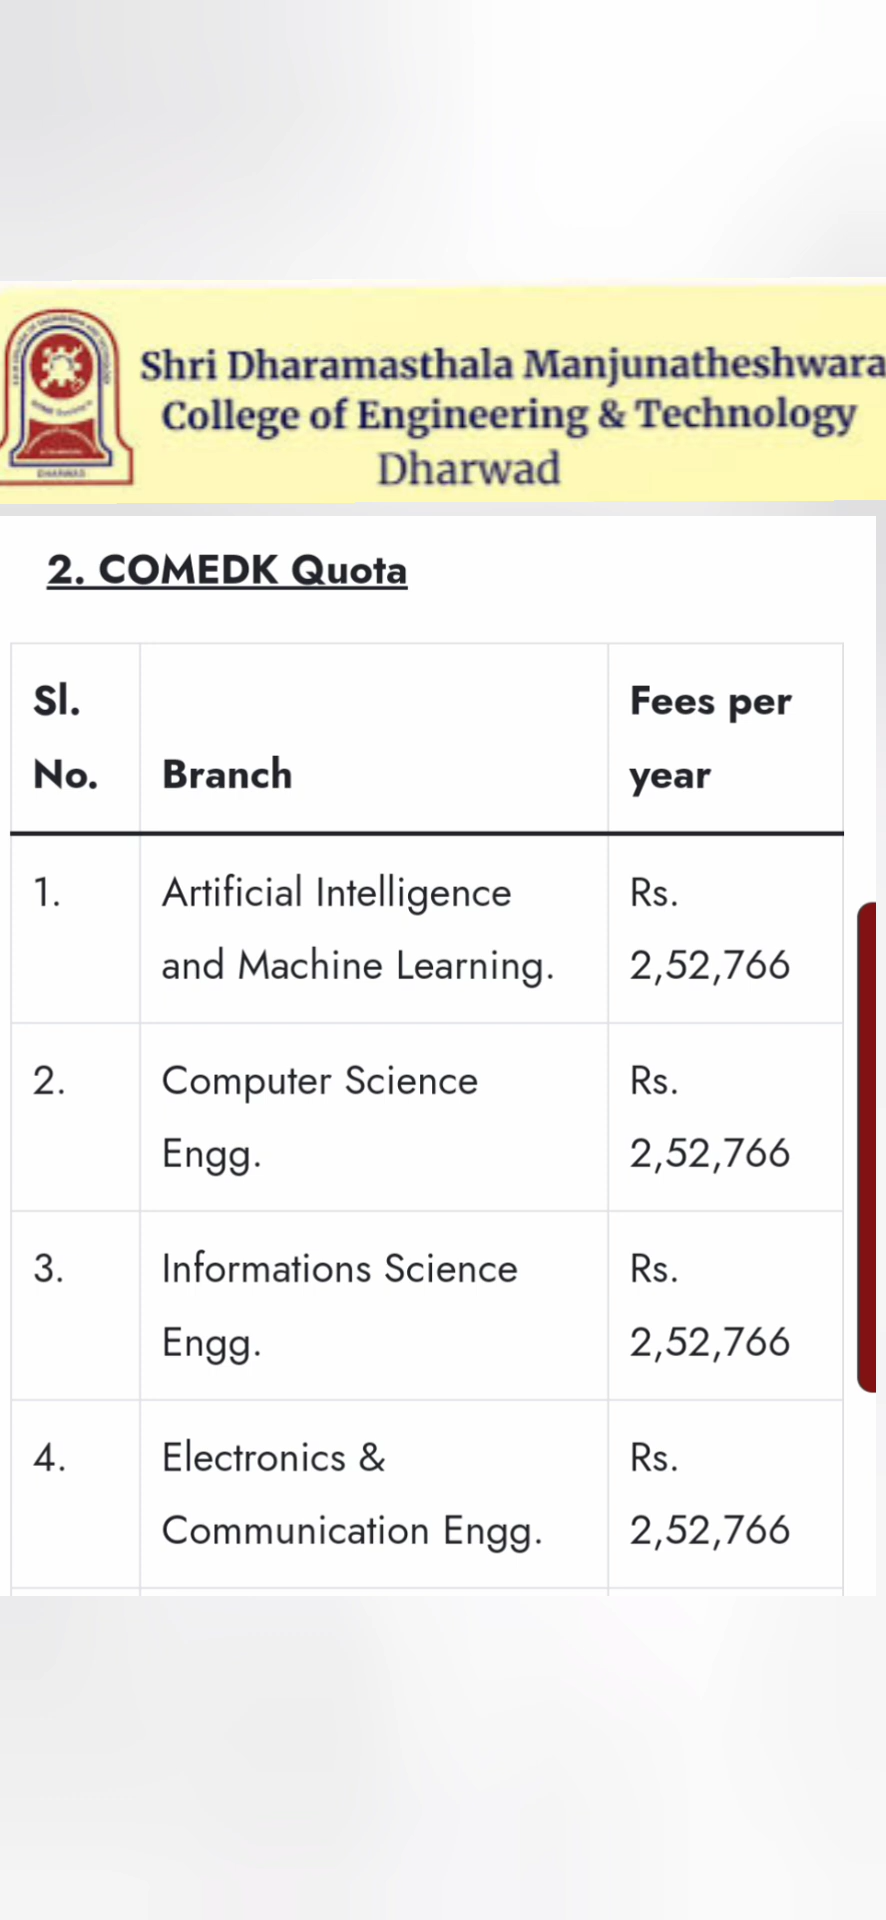 Shri Dharamasthala Manjunatheshwara
College of Engineering & Technology
Dharwad
DHARWAD
2. COMEDK Quota
Sl. No. Branch Fees per year
1. Artificial Intelligence and Machine Learning. Rs. 2,52,766
2. Computer Science Engg. Rs. 2,52,766
3. Informations Science Engg. Rs. 2,52,766
4. Electronics & Communication Engg. Rs. 2,52,766